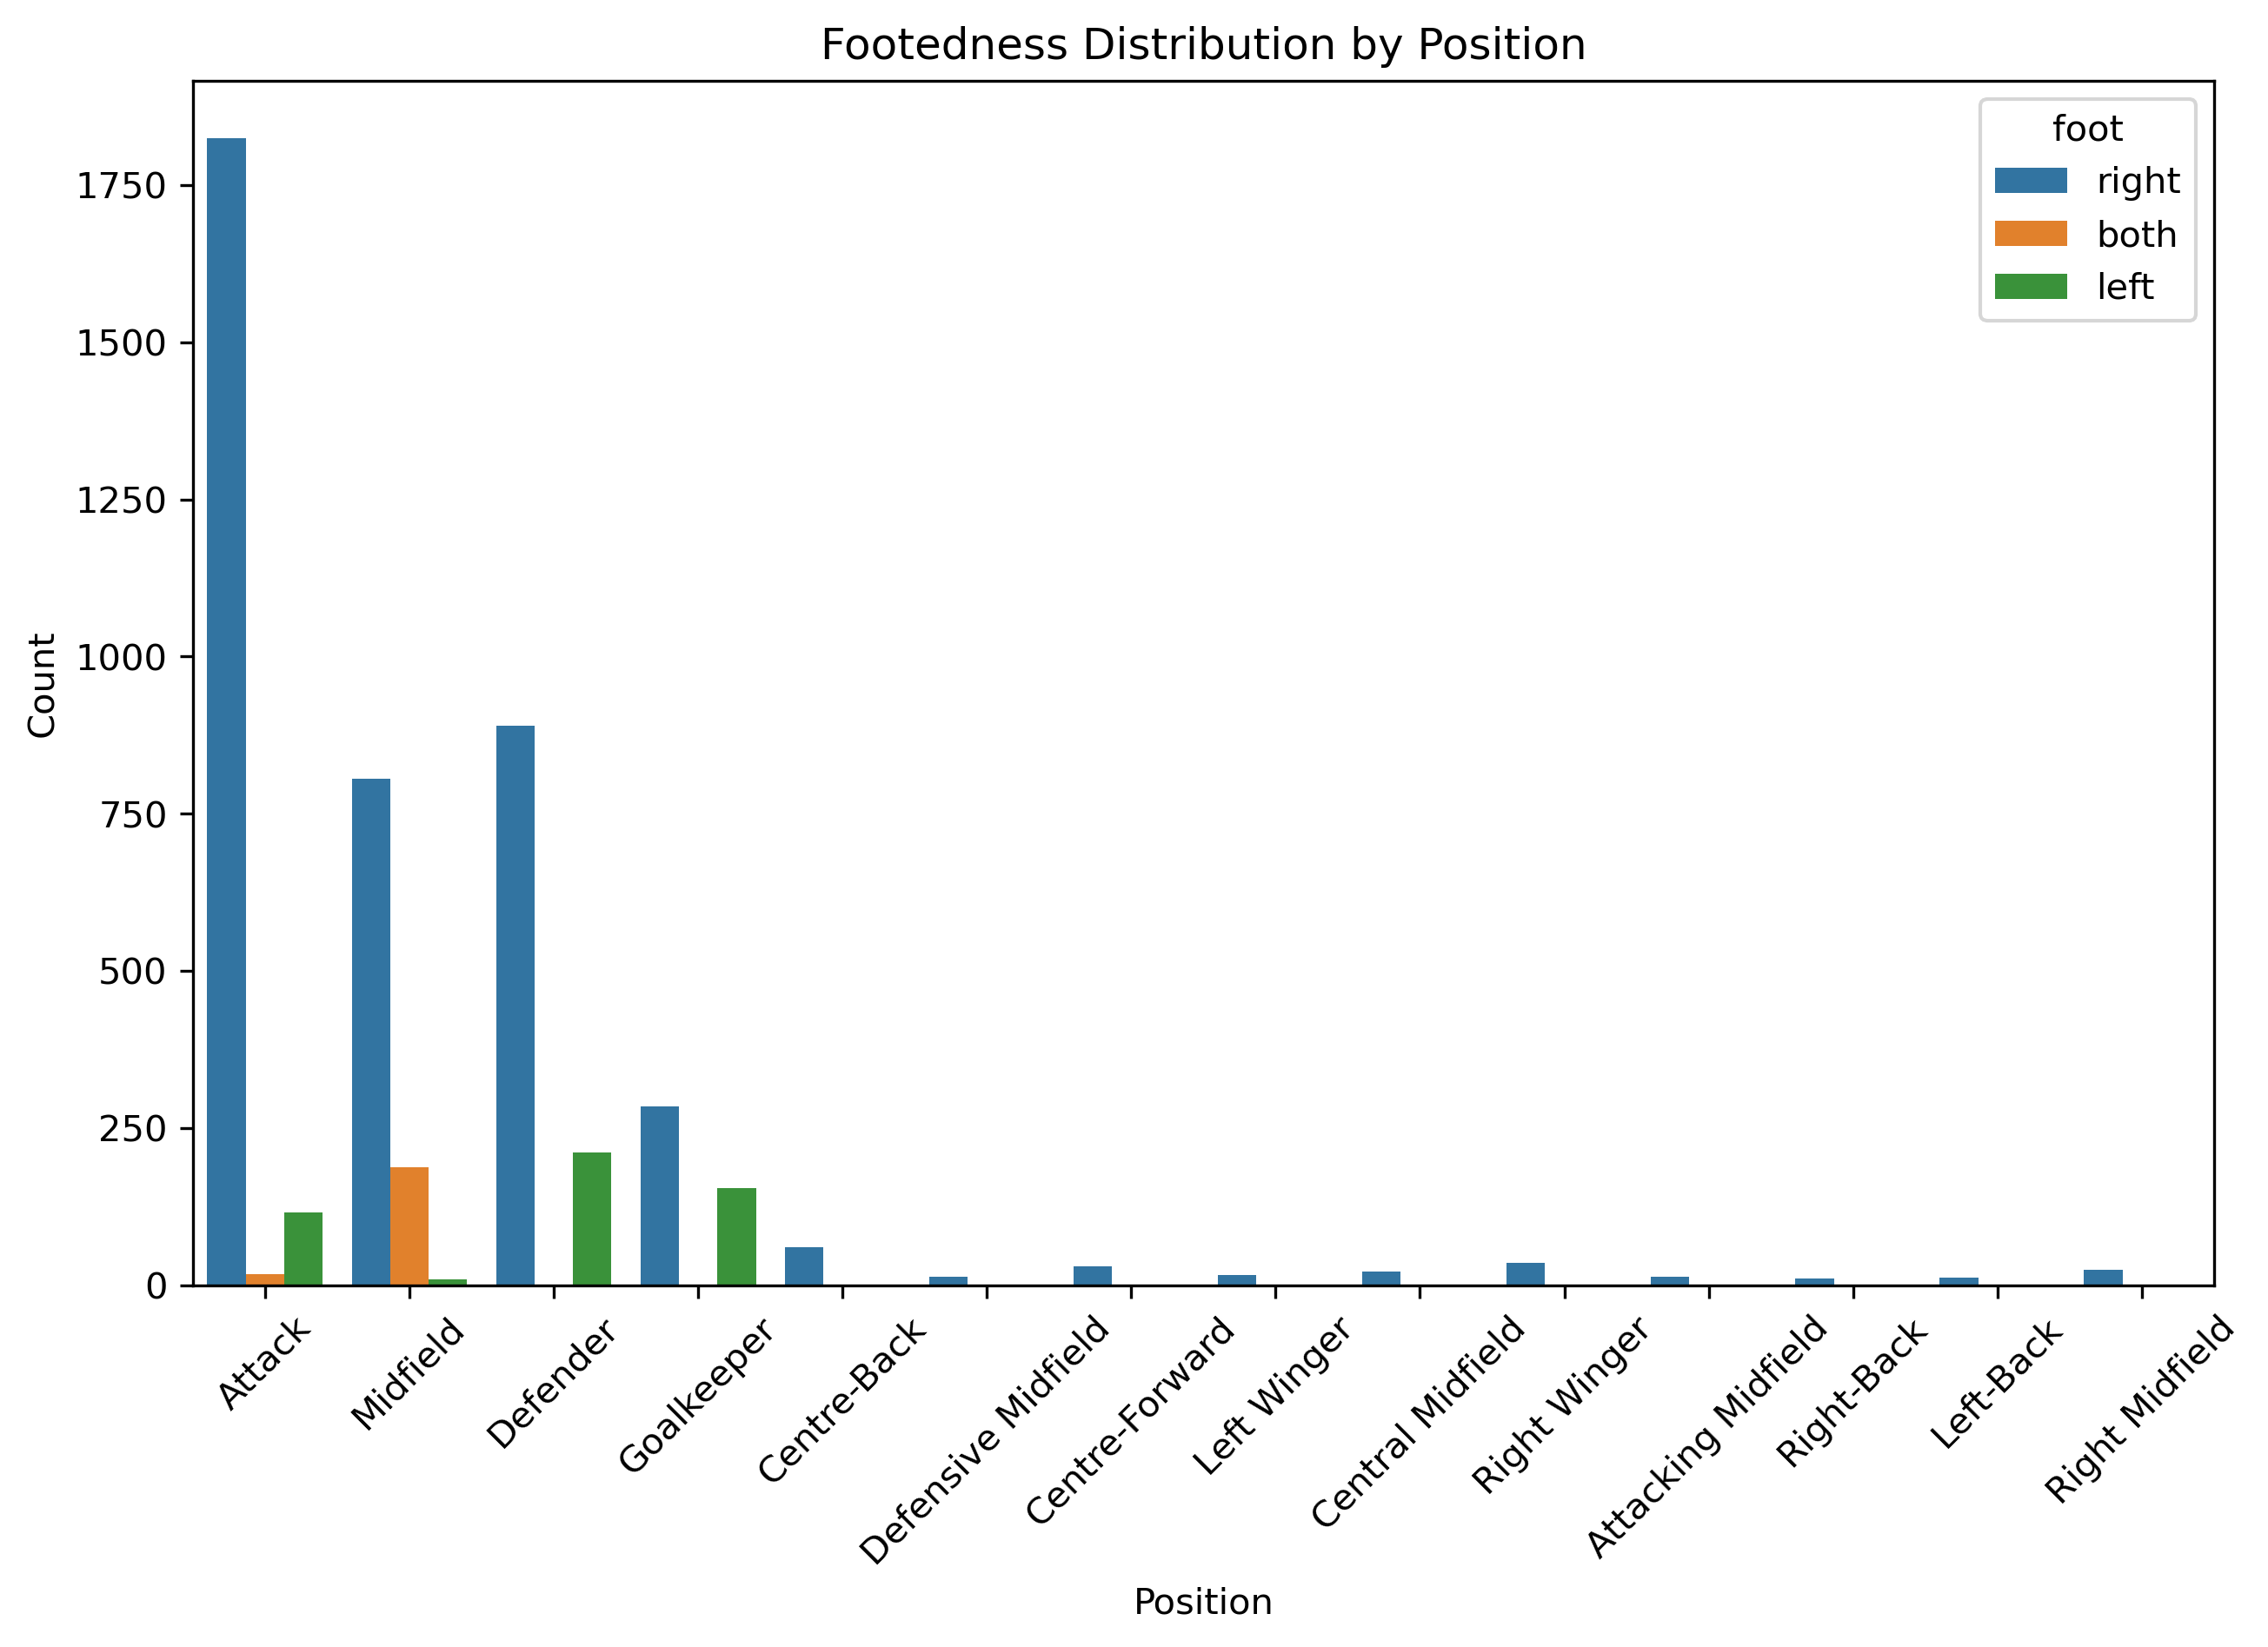 Footedness Distribution by Position
foot
right
both
left
Count
1750
1500
1250
1000
750
500
250
0
Attack
Midfield
Defender
Goalkeeper
Centre-Back
Defensive Midfield
Centre-Forward
Left Winger
Central Midfield
Right Winger
Attacking Midfield
Right-Back
Left-Back
Right Midfield
Position